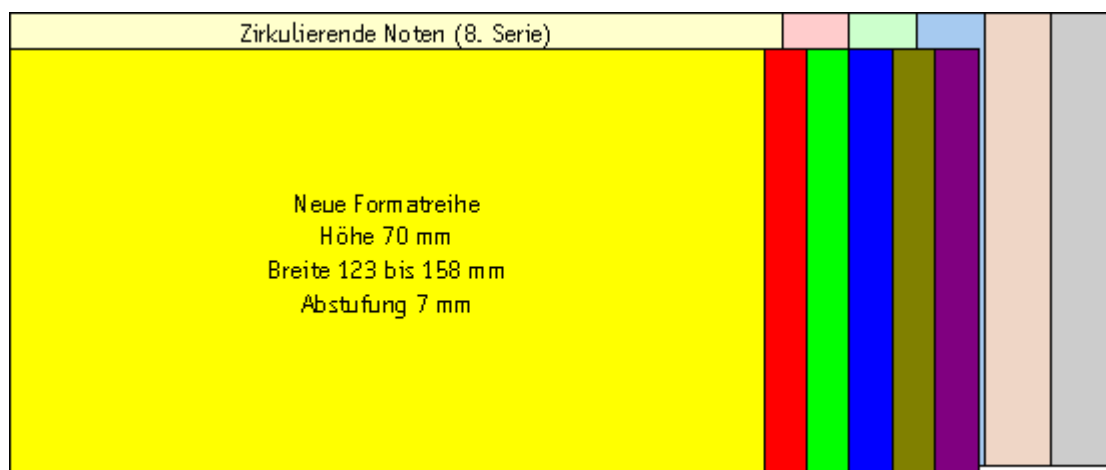 Zirkulierende Noten (8. Serie)
Neue Formatreihe
Höhe 70 mm
Breite 123 bis 158 mm
Abstufung 7 mm